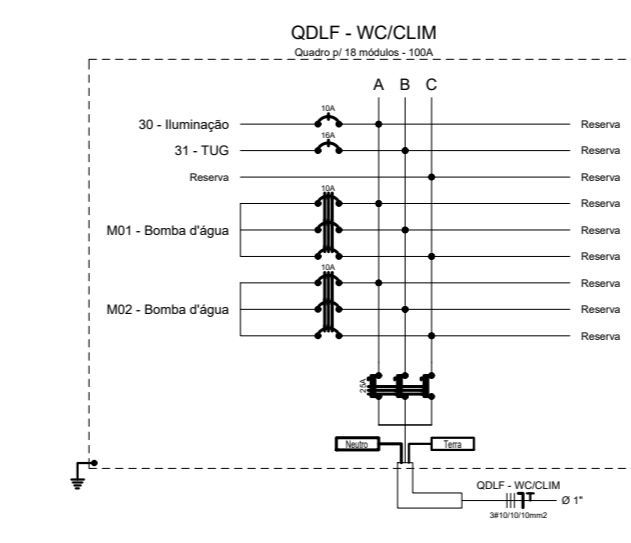 QDLF - WC/CLIM
Quadro p/ 18 módulos - 100A
A B C
10A
30 - Iluminação
Reserva
16A
31 - TUG
Reserva
Reserva
Reserva
10A
Reserva
M01 - Bomba d'água
Reserva
Reserva
10A
Reserva
M02 - Bomba d'água
Reserva
Reserva
25A
Neutro
Terra
QDLF - WC/CLIM
Ø 1"
3#10/10/10mm2